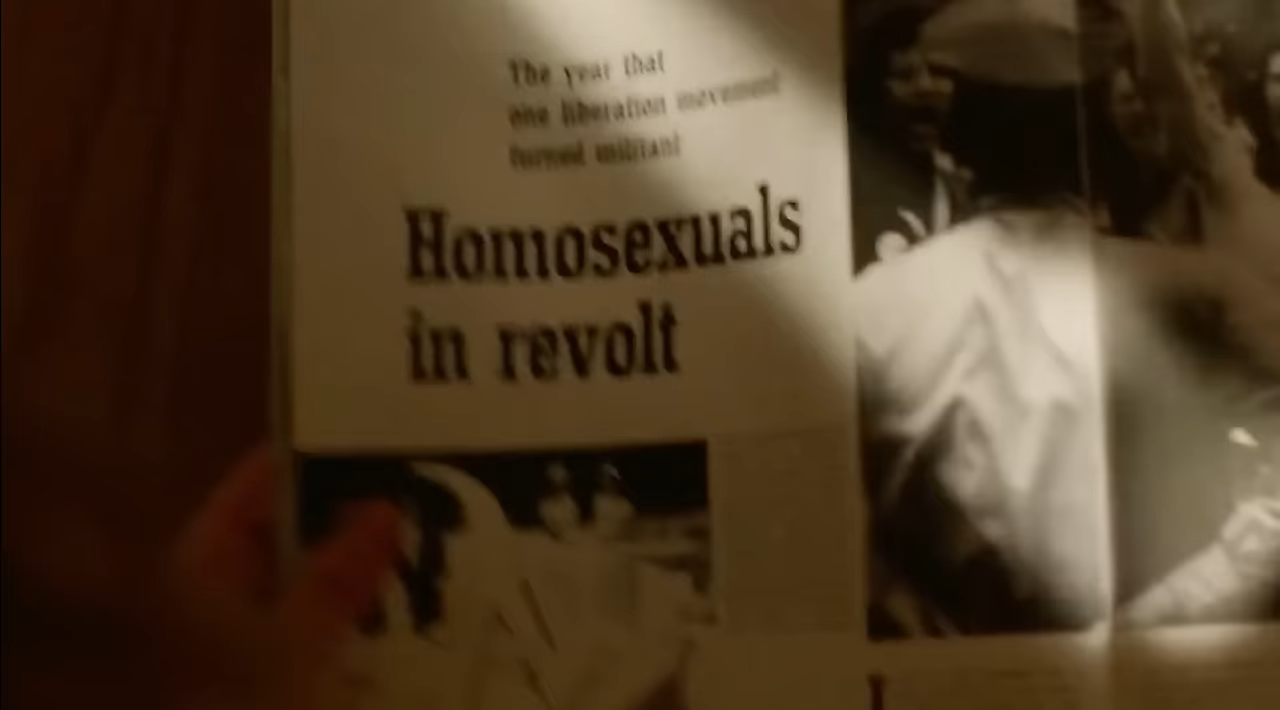 The year that
one liberation movement
turned militant
Homosexuals
in revolt
I